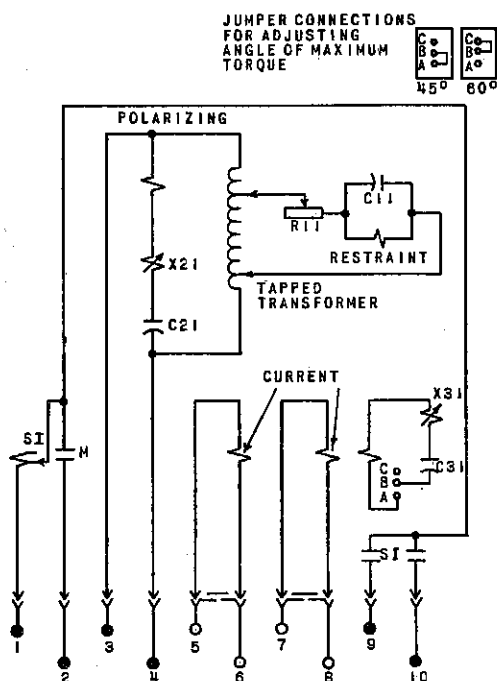 JUMPER CONNECTIONS
FOR ADJUSTING
ANGLE OF MAXIMUM
TORQUE
C
B
A
45°
C
B
A
60°
POLARIZING
X21
C21
R11
C11
RESTRAINT
TAPPED
TRANSFORMER
CURRENT
X31
C31
C
B
A
SI
M
SI
1
2
3
4
5
6
7
8
9
10